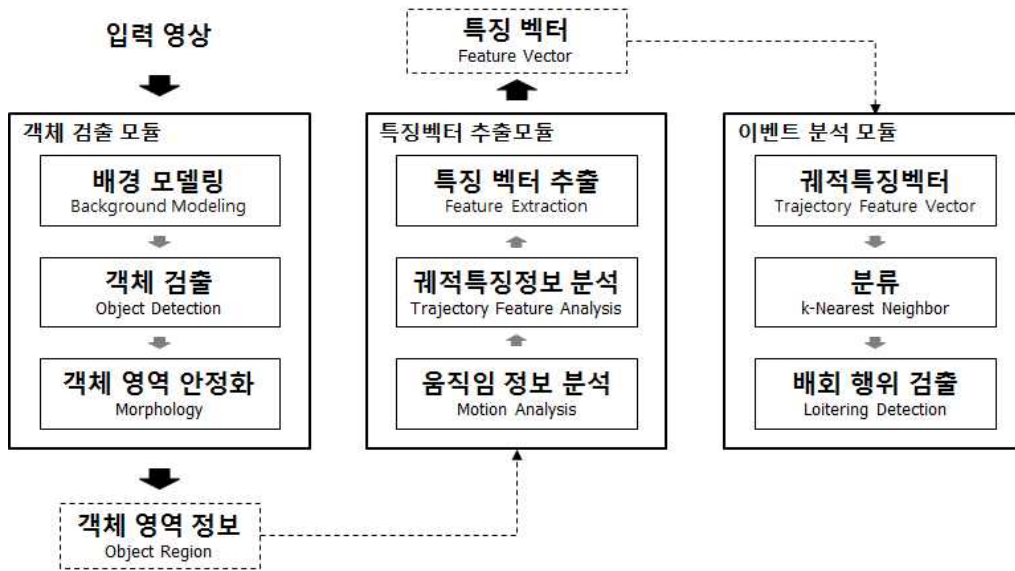 입력 영상
객체 검출 모듈
배경 모델링
Background Modeling
객체 검출
Object Detection
객체 영역 안정화
Morphology
객체 영역 정보
Object Region
특징 벡터
Feature Vector
특징벡터 추출모듈
특징 벡터 추출
Feature Extraction
궤적특징정보 분석
Trajectory Feature Analysis
움직임 정보 분석
Motion Analysis
이벤트 분석 모듈
궤적특징벡터
Trajectory Feature Vector
분류
k-Nearest Neighbor
배회 행위 검출
Loitering Detection